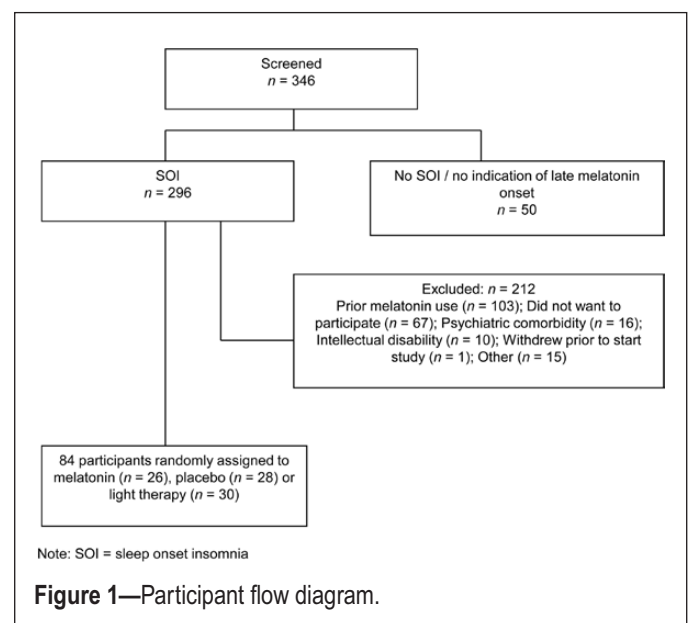 Screened
n = 346
SOI
n = 296
No SOI / no indication of late melatonin
onset
n = 50
Excluded: n = 212
Prior melatonin use (n = 103); Did not want to
participate (n = 67); Psychiatric comorbidity (n = 16);
Intellectual disability (n = 10); Withdrew prior to start
study (n = 1); Other (n = 15)
84 participants randomly assigned to
melatonin (n = 26), placebo (n = 28) or
light therapy (n = 30)
Note: SOI = sleep onset insomnia
Figure 1—Participant flow diagram.